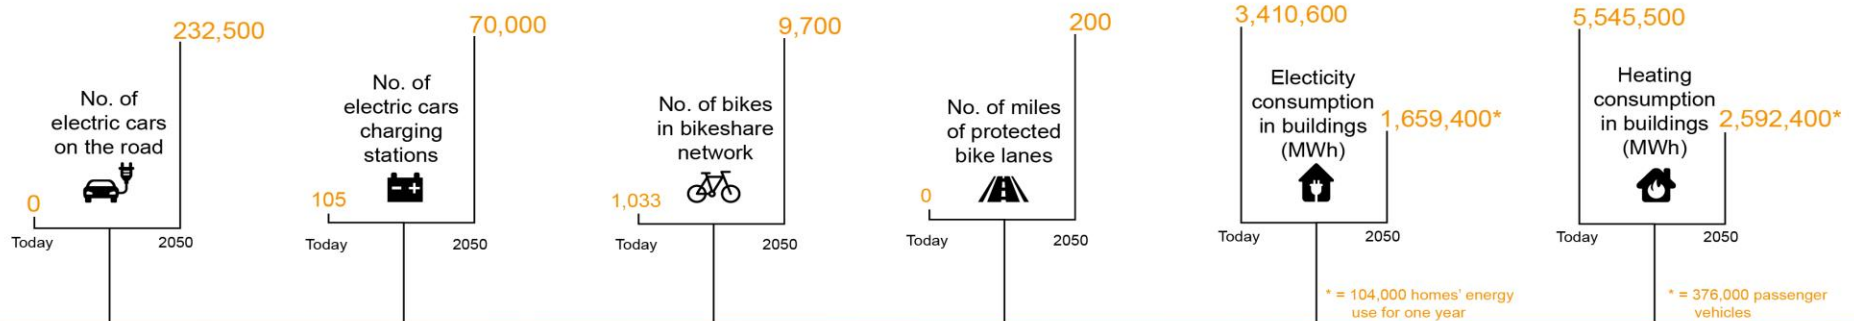 232,500
No. of
electric cars
on the road
0
Today
2050
70,000
No. of
electric cars
charging
stations
105
Today
2050
9,700
No. of bikes
in bikeshare
network
1,033
Today
2050
200
No. of miles
of protected
bike lanes
0
Today
2050
3,410,600
Electicity
consumption
in buildings
(MWh)
1,659,400*
Today
2050
* = 104,000 homes' energy
use for one year
5,545,500
Heating
consumption
in buildings
(MWh)
2,592,400*
Today
2050
* = 376,000 passenger
vehicles